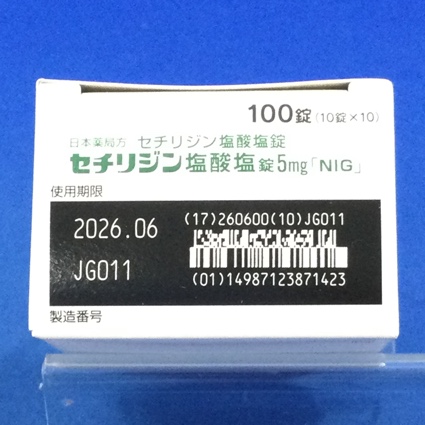 100錠(10錠×10)
日本薬局方 セチリジン塩酸塩錠
セチリジン塩酸塩錠5mg「NIG」
使用期限
2026.06
(17)260600(10)JG011
JG011
(01)14987123871423
製造番号